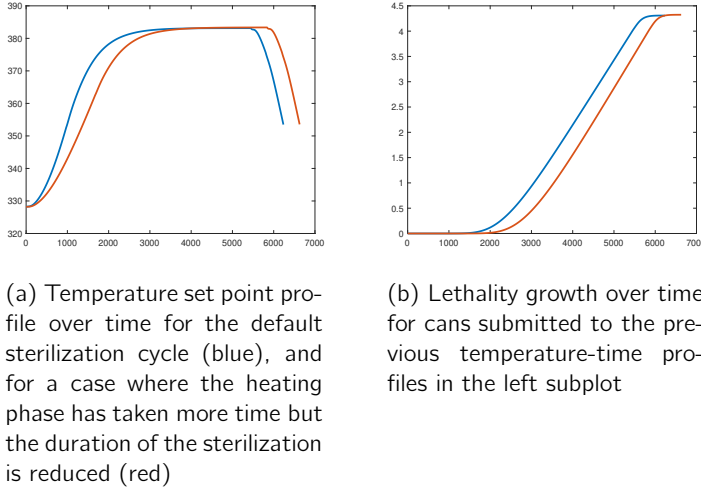 390
380
370
360
350
340
330
320
0 1000 2000 3000 4000 5000 6000 7000
4.5
4
3.5
3
2.5
2
1.5
1
0.5
0
0 1000 2000 3000 4000 5000 6000 7000
(a) Temperature set point pro-
file over time for the default
sterilization cycle (blue), and
for a case where the heating
phase has taken more time but
the duration of the sterilization
is reduced (red)
(b) Lethality growth over time
for cans submitted to the pre-
vious temperature-time pro-
files in the left subplot